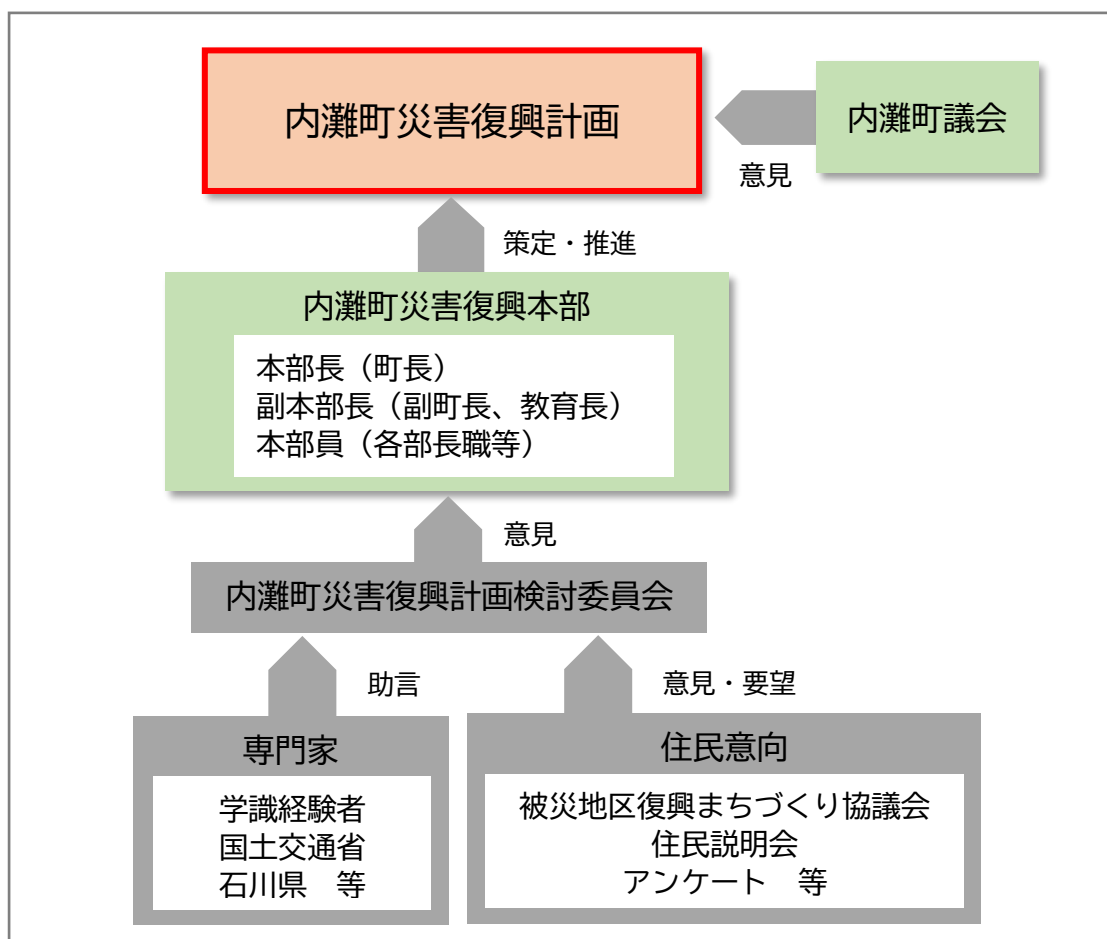 内灘町災害復興計画
内灘町議会
意見
策定・推進
内灘町災害復興本部
本部長（町長）
副本部長（副町長、教育長）
本部員（各部長職等）
意見
内灘町災害復興計画検討委員会
助言
意見・要望
専門家
学識経験者
国土交通省
石川県　等
住民意向
被災地区復興まちづくり協議会
住民説明会
アンケート　等